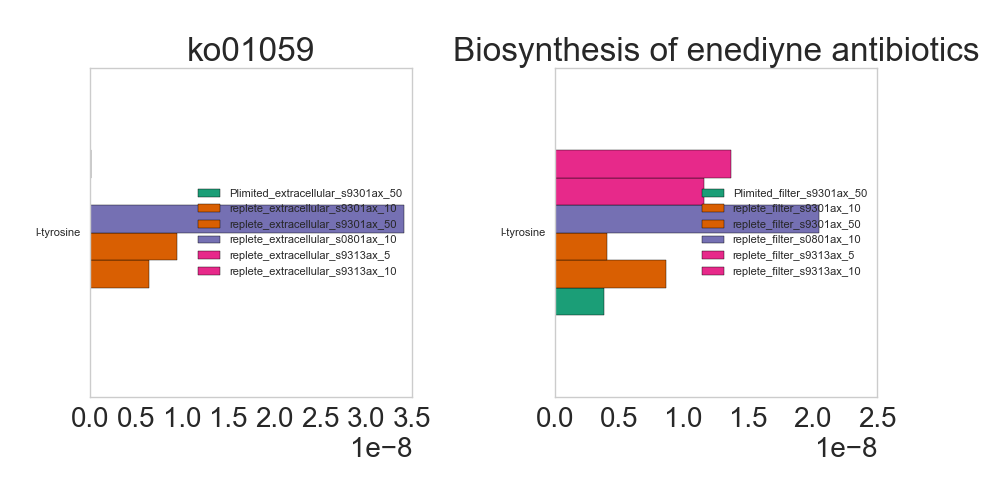 ko01059
Biosynthesis of enediyne antibiotics
l-tyrosine
Plimited_extracellular_s9301ax_50
replete_extracellular_s9301ax_10
replete_extracellular_s9301ax_50
replete_extracellular_s0801ax_10
replete_extracellular_s9313ax_5
replete_extracellular_s9313ax_10
0.0 0.5 1.0 1.5 2.0 2.5 3.0 3.5
1e−8
l-tyrosine
Plimited_filter_s9301ax_50
replete_filter_s9301ax_10
replete_filter_s9301ax_50
replete_filter_s0801ax_10
replete_filter_s9313ax_5
replete_filter_s9313ax_10
0.0 0.5 1.0 1.5 2.0 2.5
1e−8